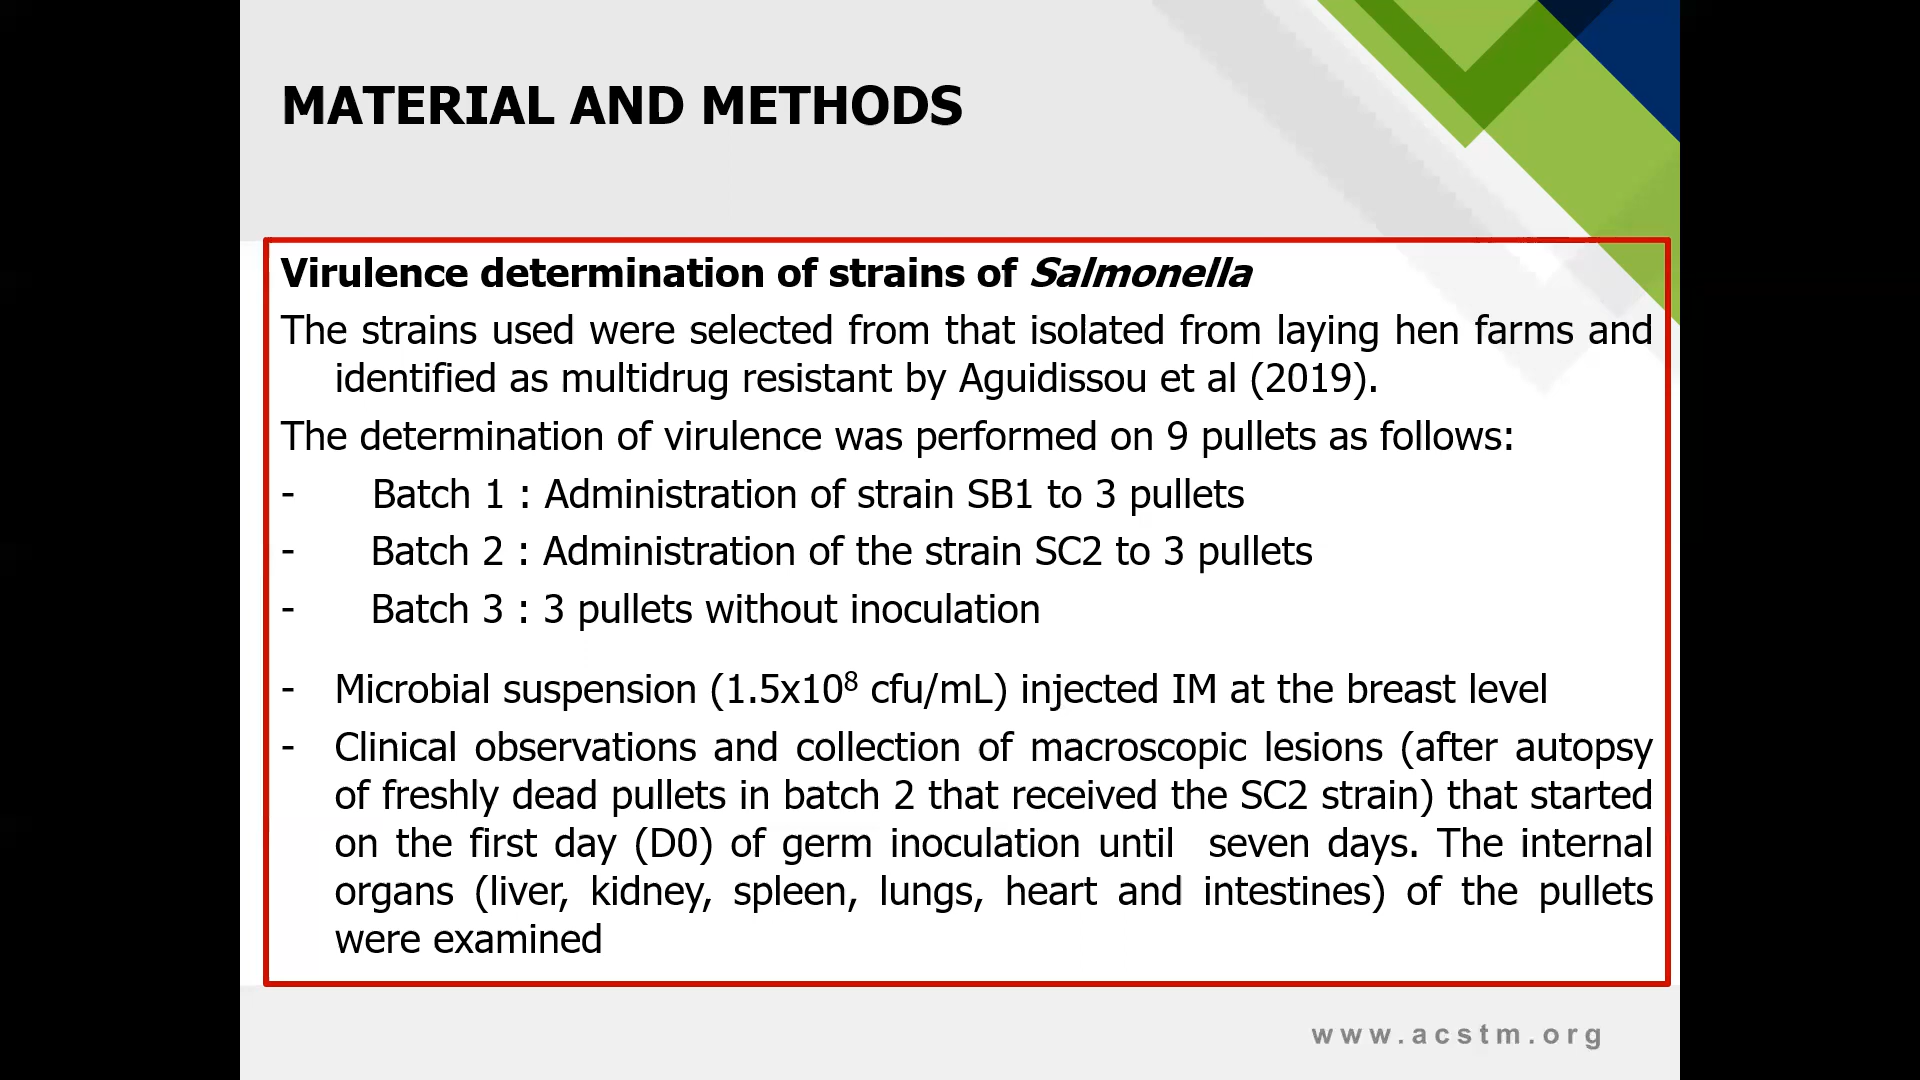 MATERIAL AND METHODS
Virulence determination of strains of Salmonella
The strains used were selected from that isolated from laying hen farms and
identified as multidrug resistant by Aguidissou et al (2019).
The determination of virulence was performed on 9 pullets as follows:
- Batch 1 : Administration of strain SB1 to 3 pullets
- Batch 2 : Administration of the strain SC2 to 3 pullets
- Batch 3 : 3 pullets without inoculation
- Microbial suspension (1.5x10⁸ cfu/mL) injected IM at the breast level
- Clinical observations and collection of macroscopic lesions (after autopsy
of freshly dead pullets in batch 2 that received the SC2 strain) that started
on the first day (D0) of germ inoculation until seven days. The internal
organs (liver, kidney, spleen, lungs, heart and intestines) of the pullets
were examined
www.acstm.org